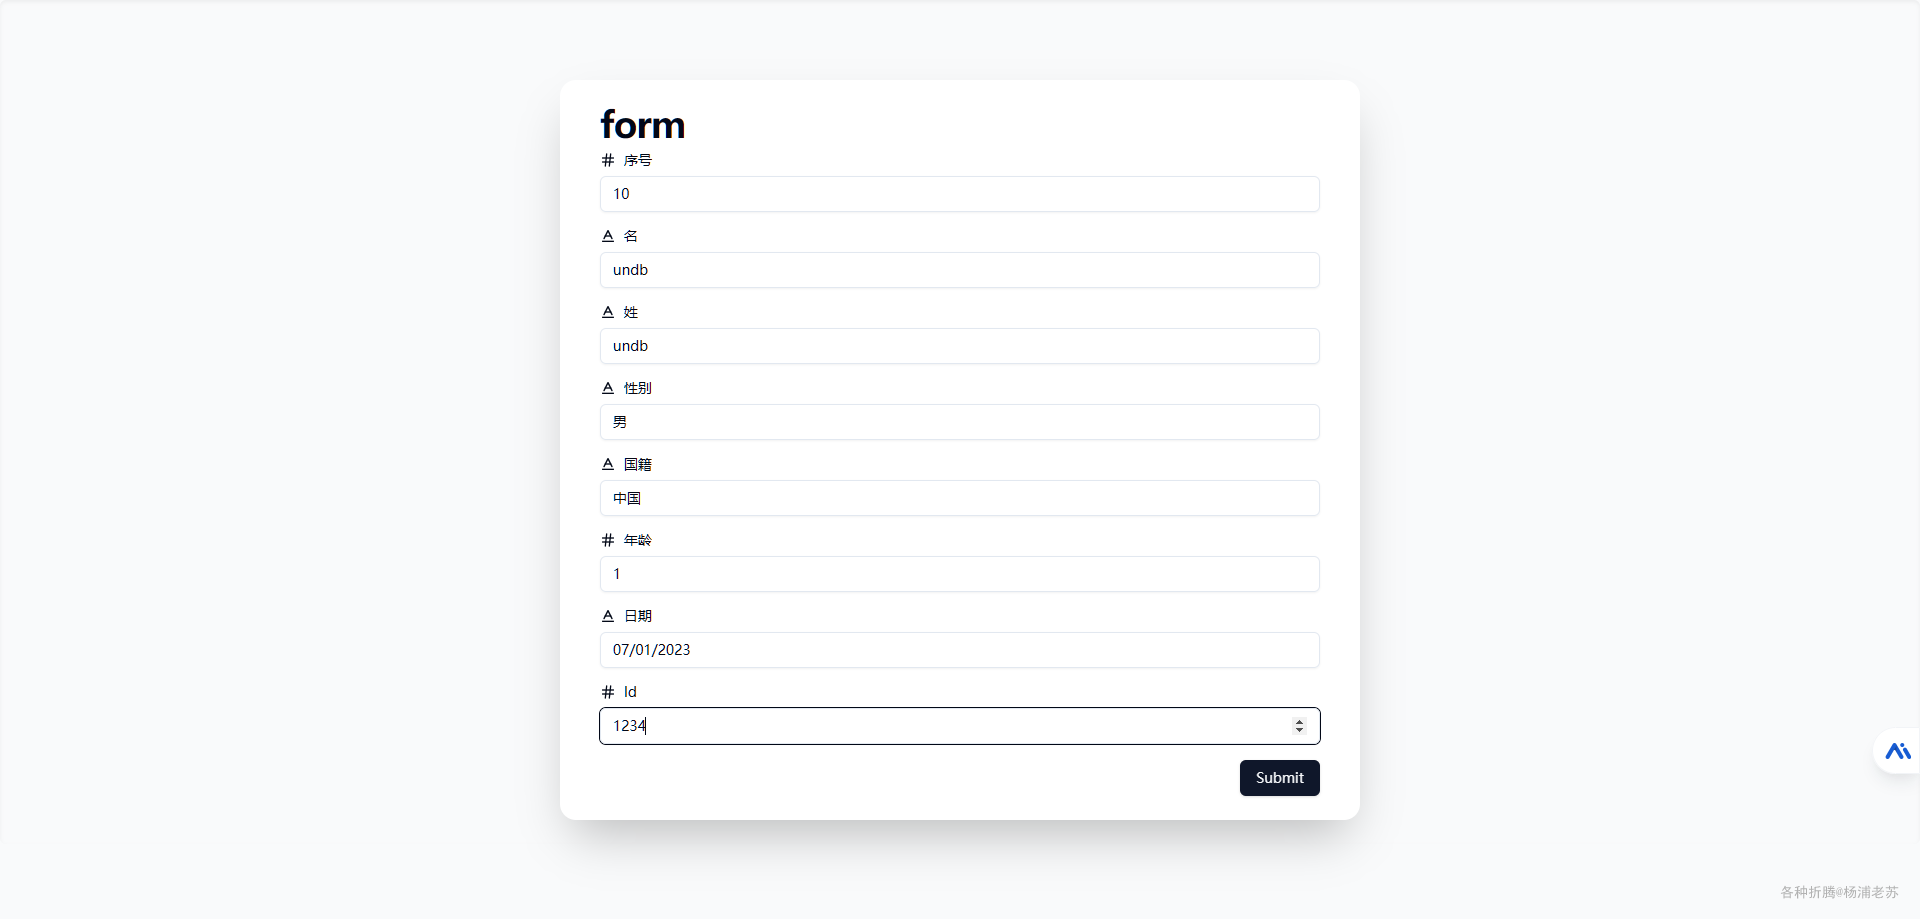 form
序号
10
名
undb
姓
undb
性别
男
国籍
中国
年龄
1
日期
07/01/2023
Id
1234
Submit
各种折腾@杨浦老苏